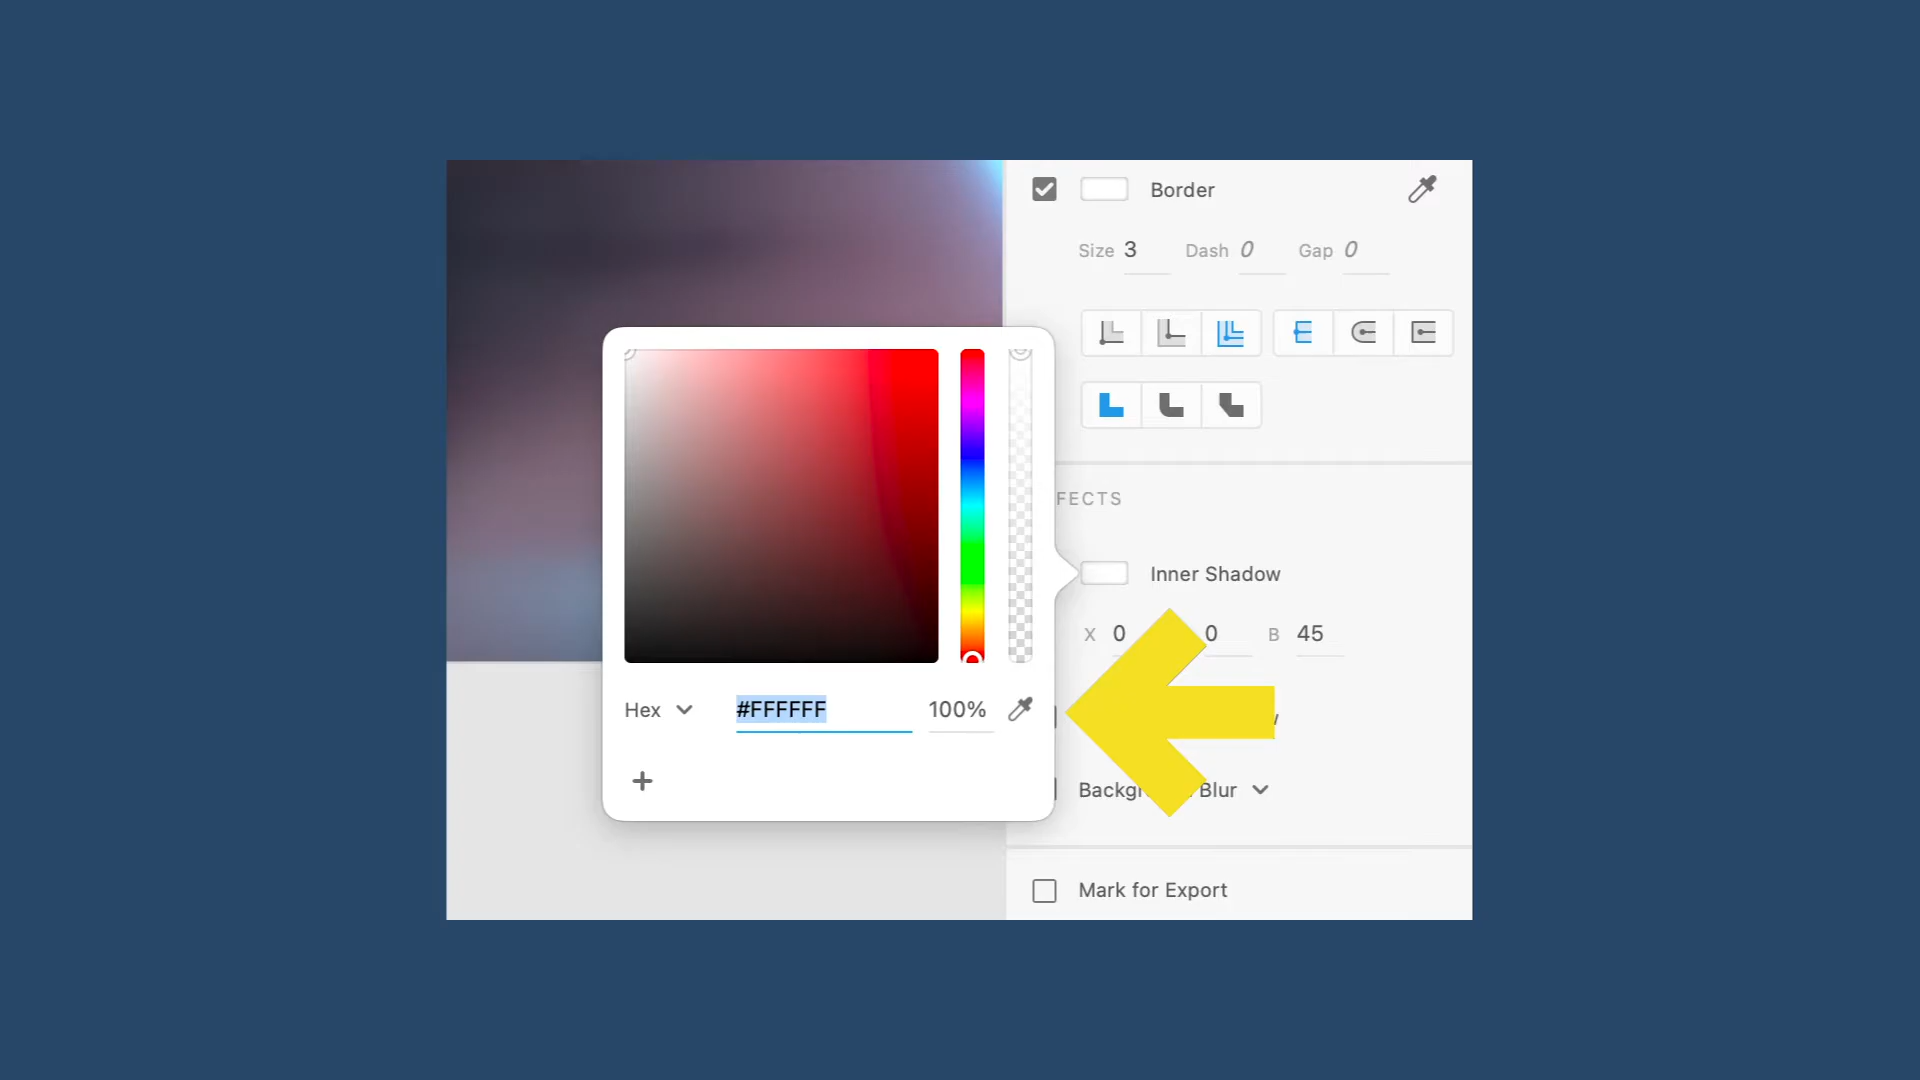 Border
Size 3 Dash 0 Gap 0
FECTS
Inner Shadow
X 0 0 B 45
Hex #FFFFFF 100%
Blur
Mark for Export